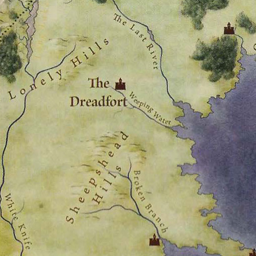 The Last River
Lonely Hills
The
Dreadfort
Weeping Water
Sheepshead
Hills
Broken Branch
White Knife